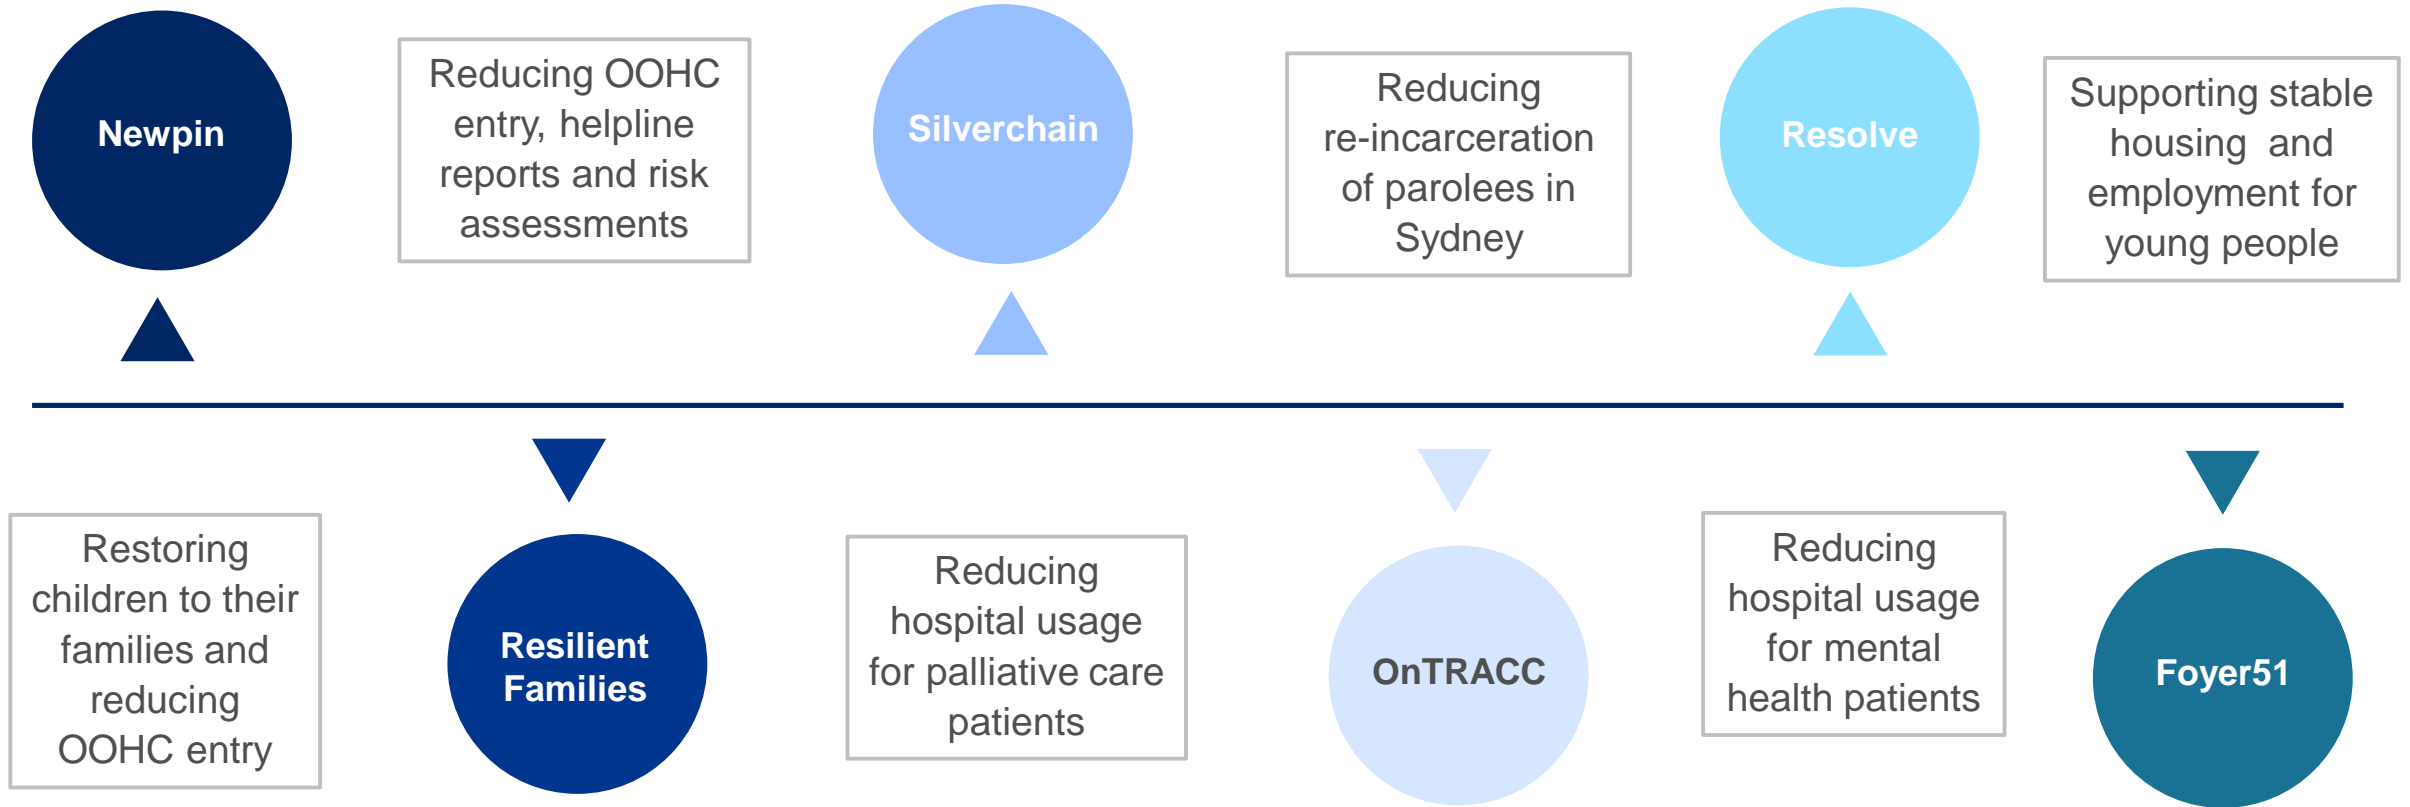 Newpin
Reducing OOHC
entry, helpline
reports and risk
assessments
Silverchain
Reducing
re-incarceration
of parolees in
Sydney
Resolve
Supporting stable
housing  and
employment for
young people
Restoring
children to their
families and
reducing
OOHC entry
Resilient
Families
Reducing
hospital usage
for palliative care
patients
OnTRACC
Reducing
hospital usage
for mental
health patients
Foyer51